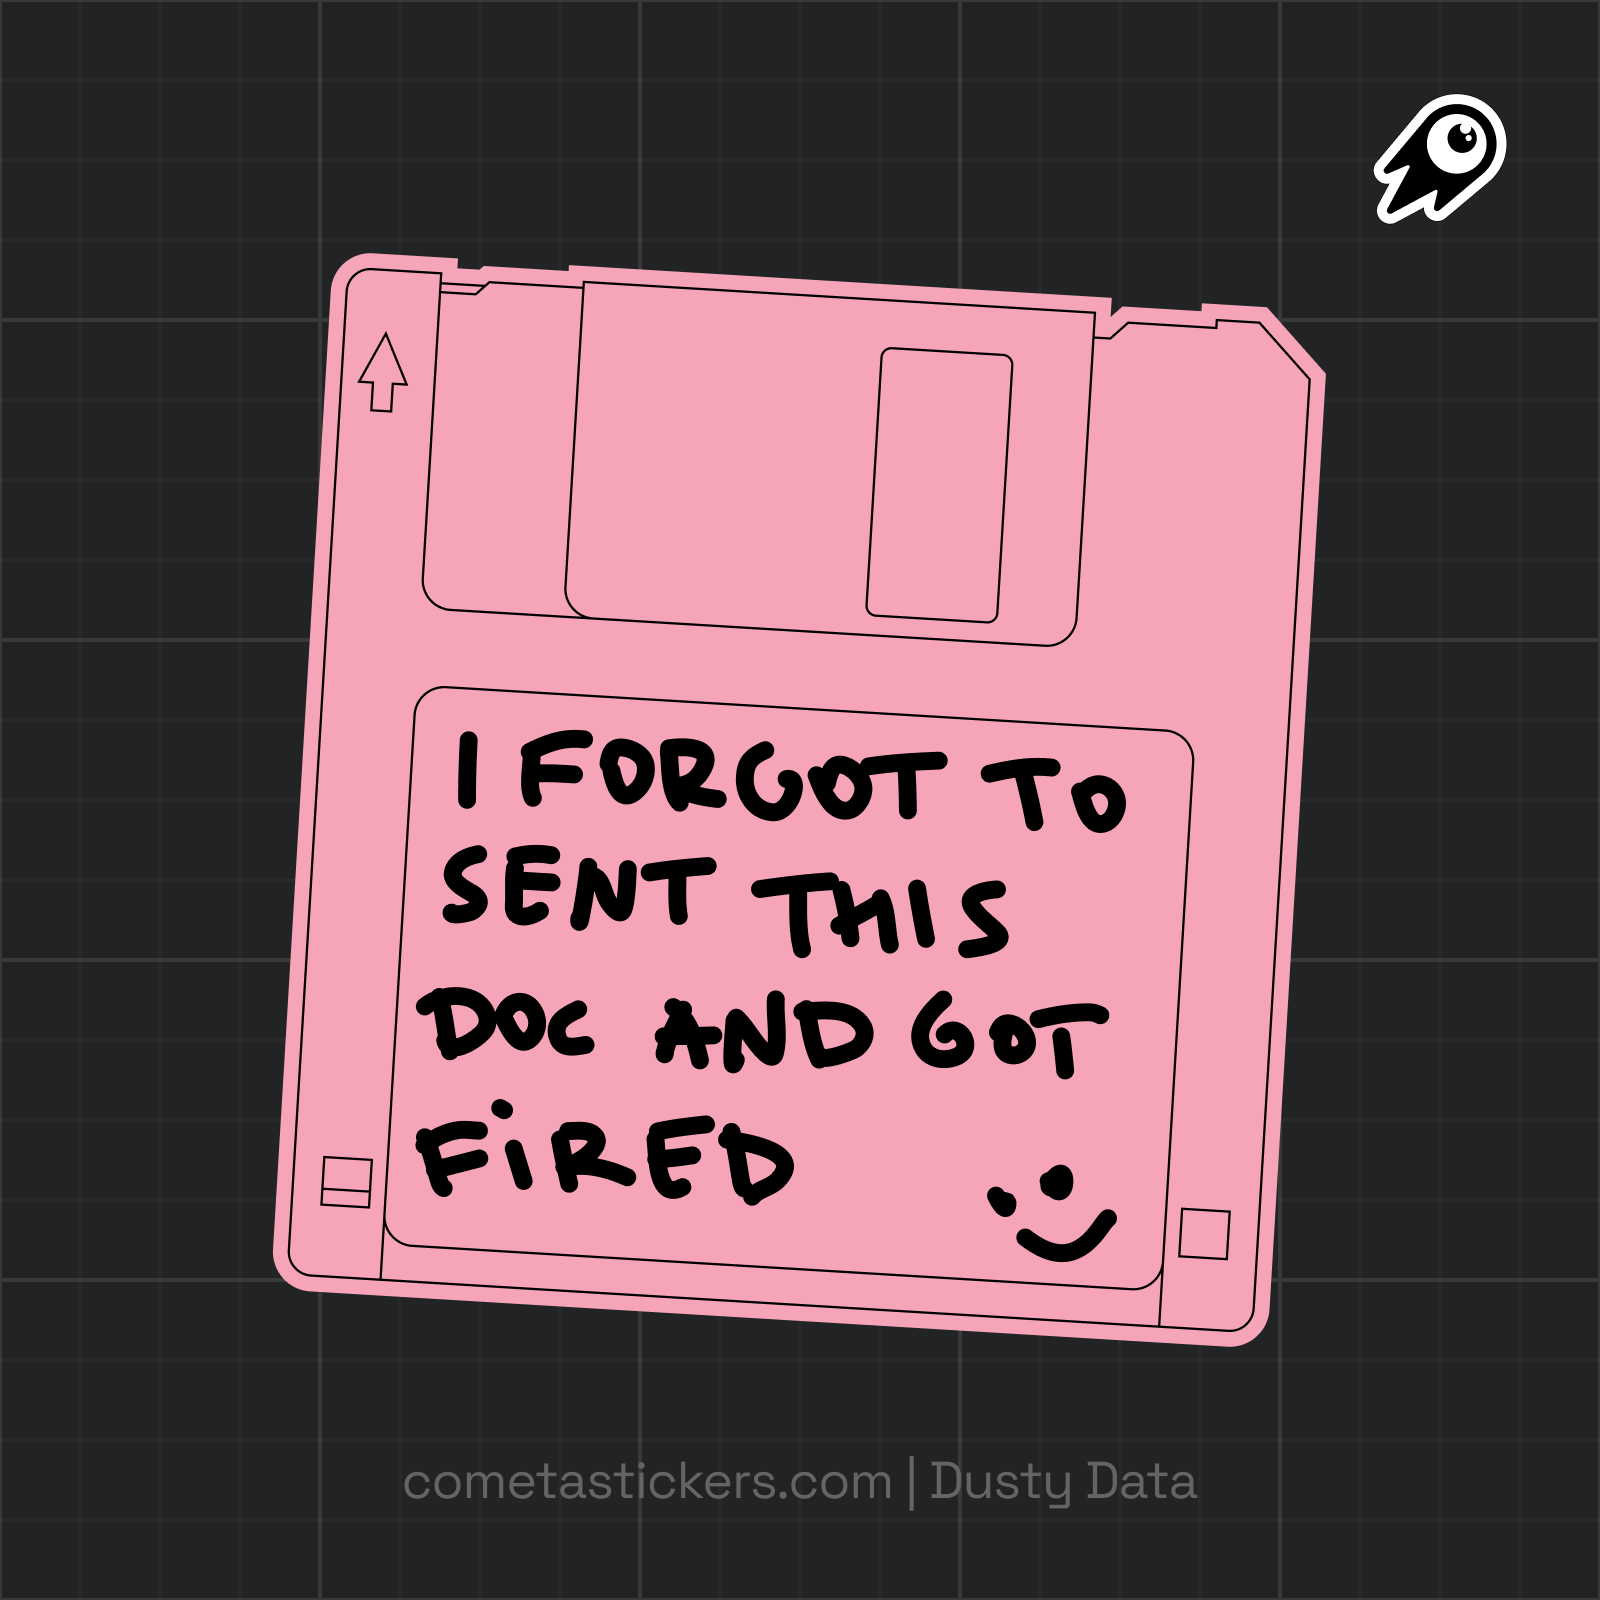 I FORGOT TO
SENT THIS
DOC AND GOT
FiRED
cometastickers.com | Dusty Data